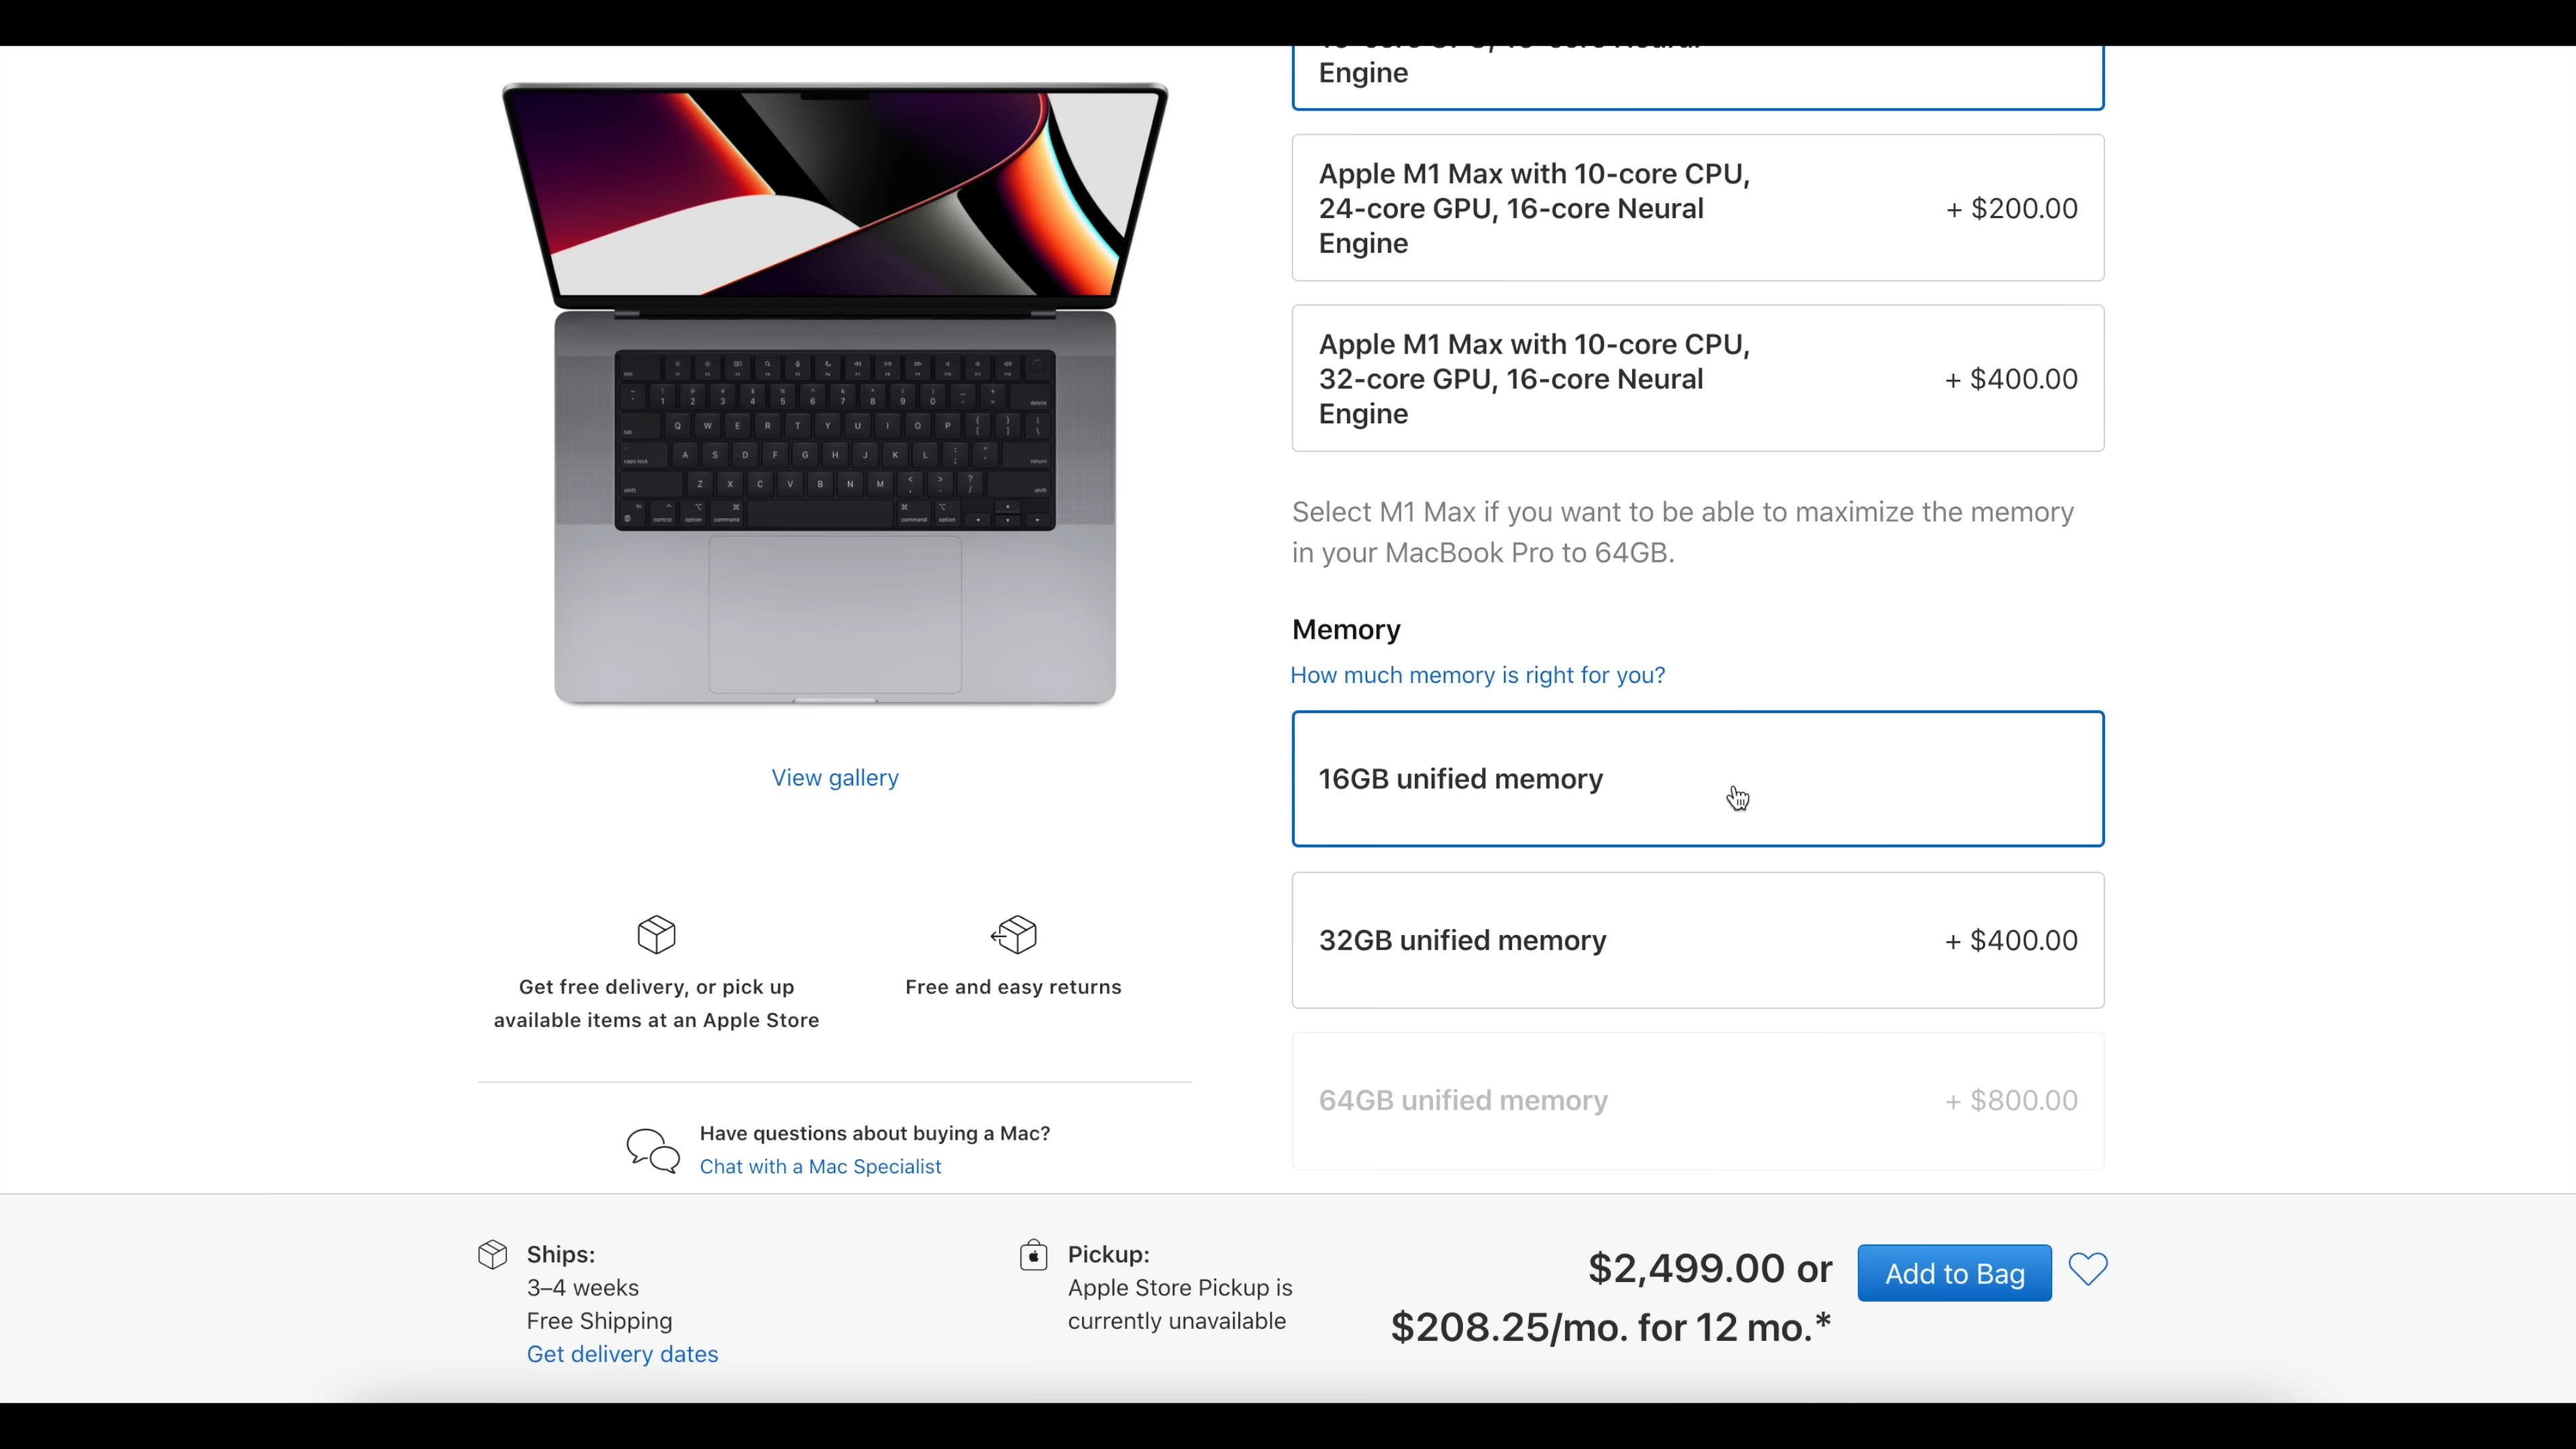 Engine
Apple M1 Max with 10-core CPU,
24-core GPU, 16-core Neural
Engine
+ $200.00
Apple M1 Max with 10-core CPU,
32-core GPU, 16-core Neural
Engine
+ $400.00
Select M1 Max if you want to be able to maximize the memory
in your MacBook Pro to 64GB.
Memory
How much memory is right for you?
16GB unified memory
32GB unified memory
+ $400.00
64GB unified memory
+ $800.00
View gallery
Get free delivery, or pick up
available items at an Apple Store
Free and easy returns
Have questions about buying a Mac?
Chat with a Mac Specialist
Ships:
3–4 weeks
Free Shipping
Get delivery dates
Pickup:
Apple Store Pickup is
currently unavailable
$2,499.00 or
$208.25/mo. for 12 mo.*
Add to Bag